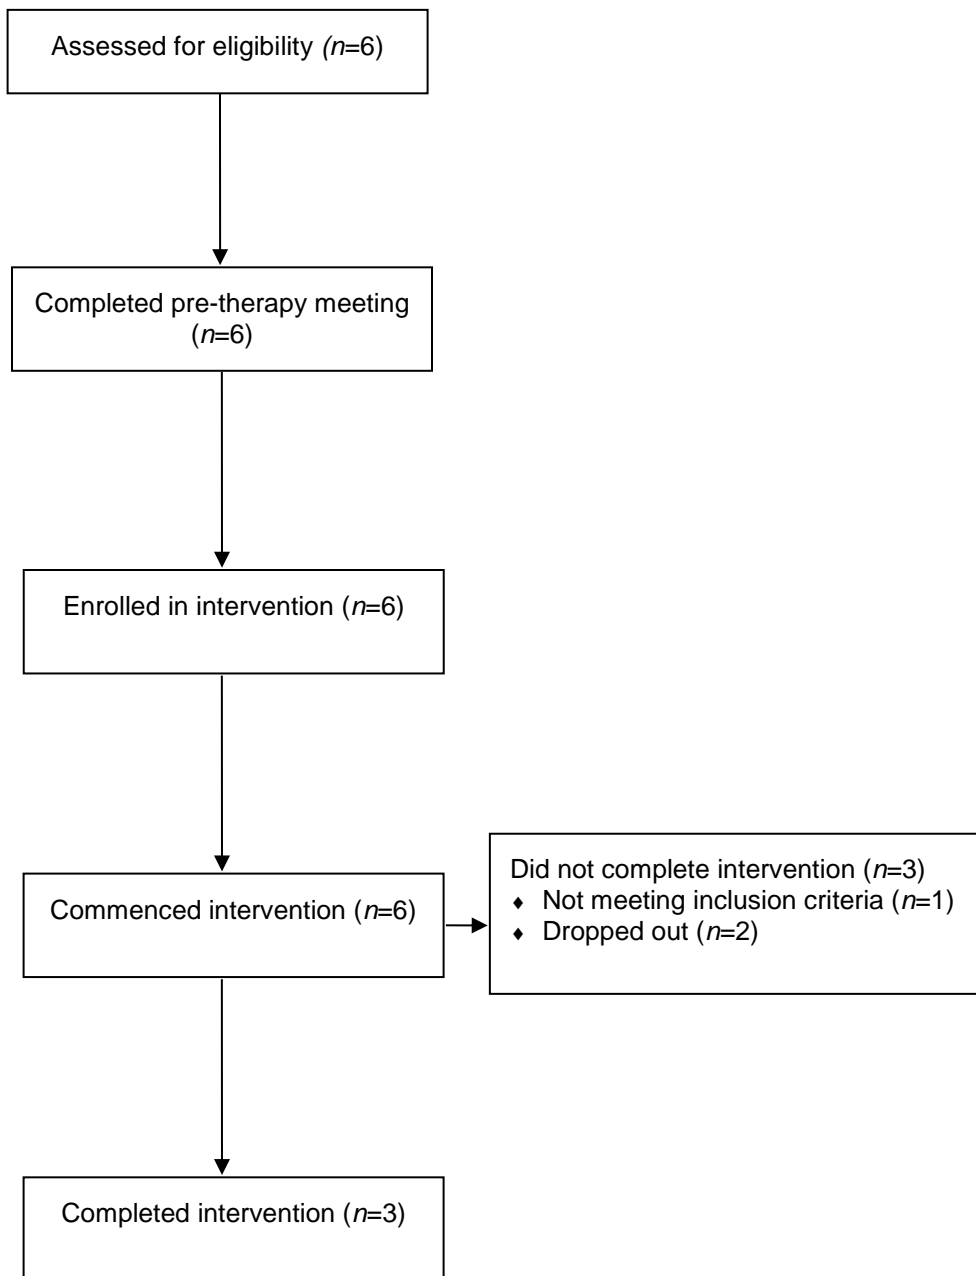 Assessed for eligibility (n=6)
Completed pre-therapy meeting
(n=6)
Enrolled in intervention (n=6)
Commenced intervention (n=6)
Did not complete intervention (n=3)
♦ Not meeting inclusion criteria (n=1)
♦ Dropped out (n=2)
Completed intervention (n=3)